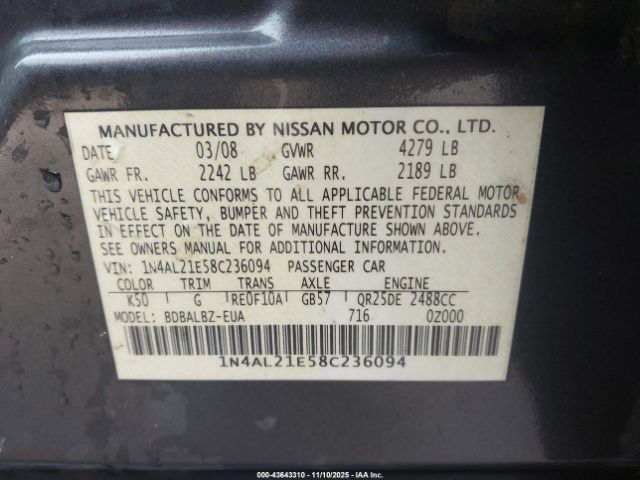 MANUFACTURED BY NISSAN MOTOR CO., LTD.
DATE 03/08 GVWR 4279 LB
GAWR FR. 2242 LB GAWR RR. 2189 LB
THIS VEHICLE CONFORMS TO ALL APPLICABLE FEDERAL MOTOR
VEHICLE SAFETY, BUMPER AND THEFT PREVENTION STANDARDS
IN EFFECT ON THE DATE OF MANUFACTURE SHOWN ABOVE.
SEE OWNERS MANUAL FOR ADDITIONAL INFORMATION.
VIN: 1N4AL21E58C236094 PASSENGER CAR
COLOR TRIM TRANS AXLE ENGINE
K50 G RE0F10A GB57 QR25DE 2488CC
MODEL: BDBALBZ-EUA 716 0Z000
1N4AL21E58C236094
000-43643310 - 11/10/2025 - IAA, Inc.